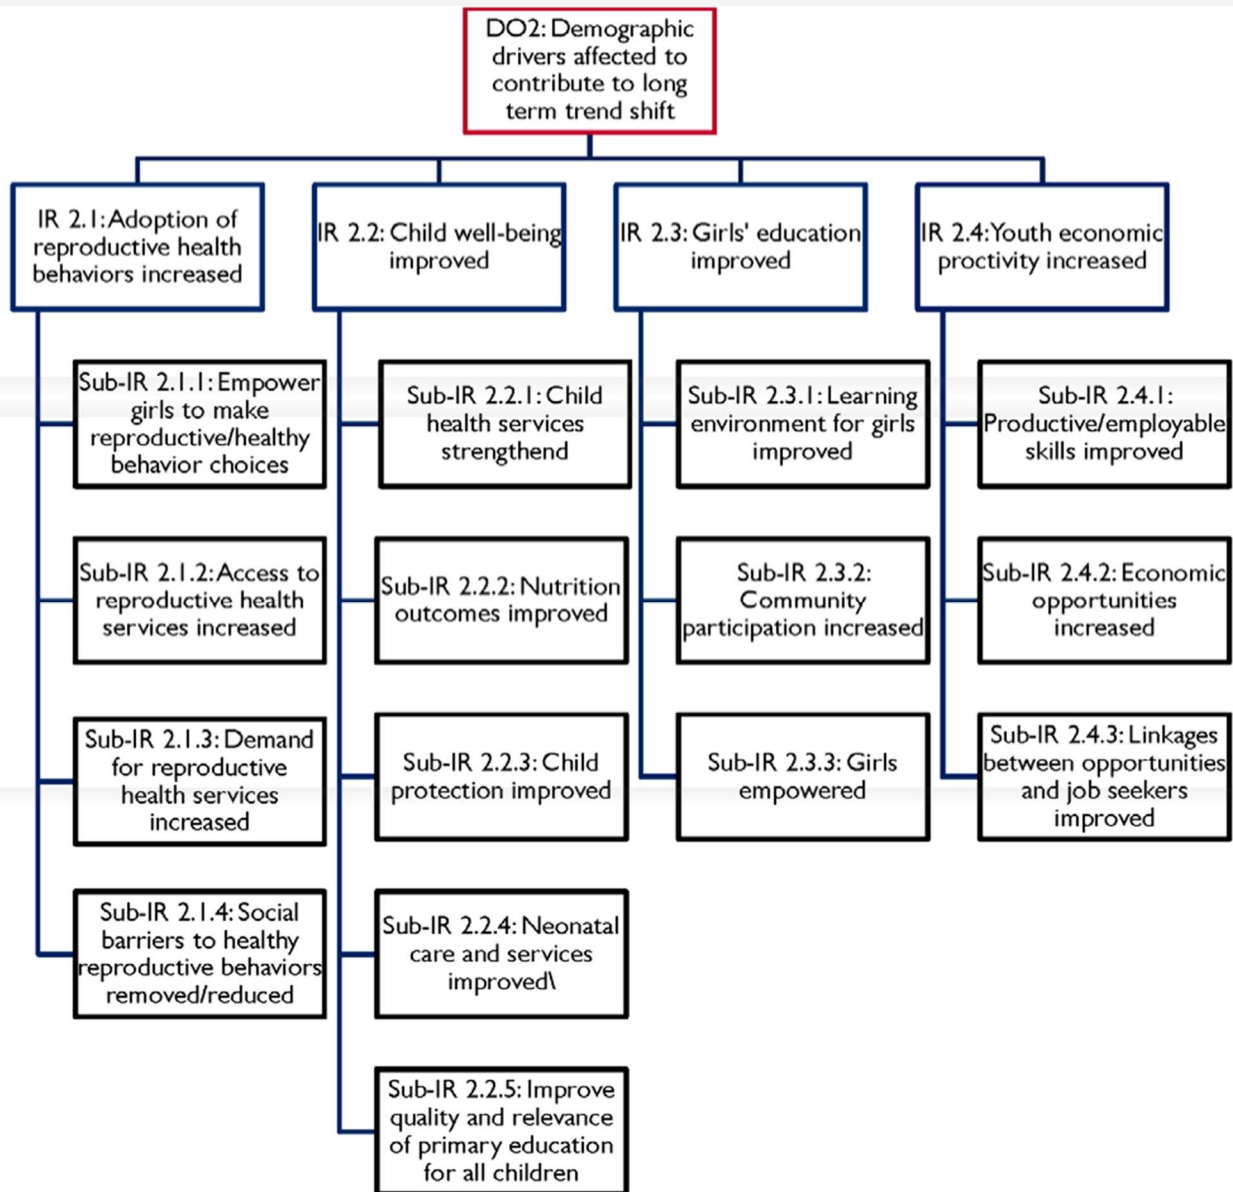 DO2: Demographic
drivers affected to
contribute to long
term trend shift
IR 2.1: Adoption of
reproductive health
behaviors increased
IR 2.2: Child well-being
improved
IR 2.3: Girls' education
improved
IR 2.4: Youth economic
proctivity increased
Sub-IR 2.1.1: Empower
girls to make
reproductive/healthy
behavior choices
Sub-IR 2.1.2: Access to
reproductive health
services increased
Sub-IR 2.1.3: Demand
for reproductive
health services
increased
Sub-IR 2.1.4: Social
barriers to healthy
reproductive behaviors
removed/reduced
Sub-IR 2.2.1: Child
health services
strengthend
Sub-IR 2.2.2: Nutrition
outcomes improved
Sub-IR 2.2.3: Child
protection improved
Sub-IR 2.2.4: Neonatal
care and services
improved\
Sub-IR 2.2.5: Improve
quality and relevance
of primary education
for all children
Sub-IR 2.3.1: Learning
environment for girls
improved
Sub-IR 2.3.2:
Community
participation increased
Sub-IR 2.3.3: Girls
empowered
Sub-IR 2.4.1:
Productive/employable
skills improved
Sub-IR 2.4.2: Economic
opportunities
increased
Sub-IR 2.4.3: Linkages
between opportunities
and job seekers
improved